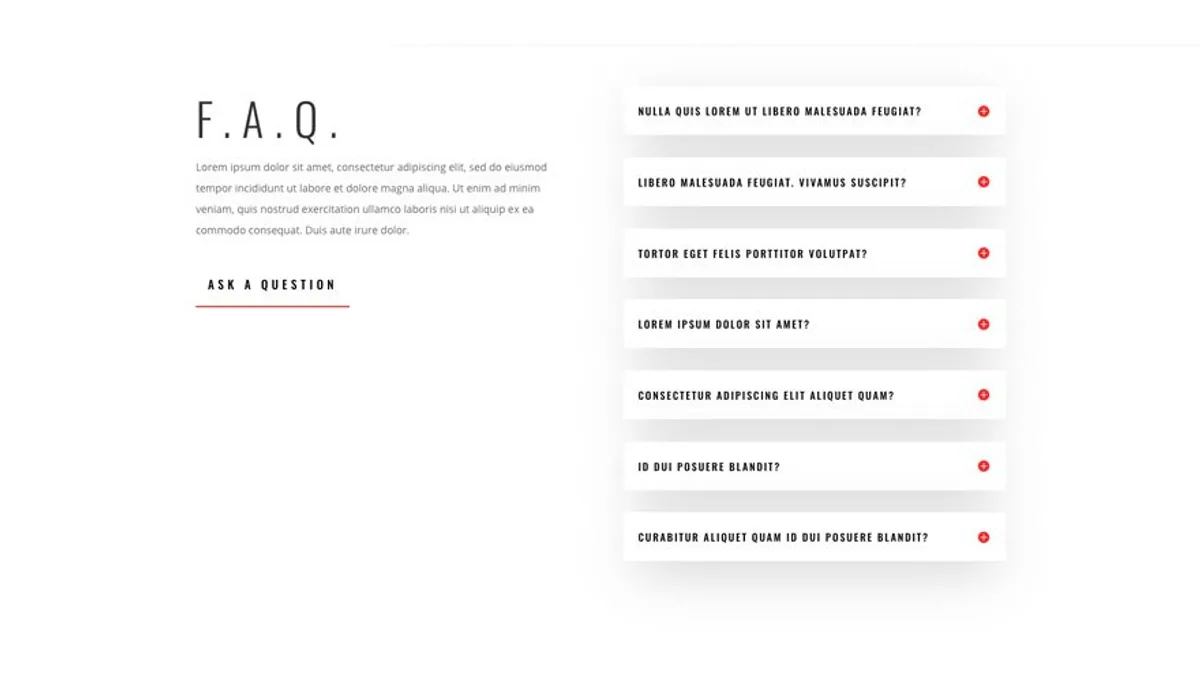 F.A.Q.
Lorem ipsum dolor sit amet, consectetur adipiscing elit, sed do eiusmod
tempor incididunt ut labore et dolore magna aliqua. Ut enim ad minim
veniam, quis nostrud exercitation ullamco laboris nisi ut aliquip ex ea
commodo consequat. Duis aute irure dolor.
ASK A QUESTION
NULLA QUIS LOREM UT LIBERO MALESUADA FEUGIAT?
LIBERO MALESUADA FEUGIAT. VIVAMUS SUSCIPIT?
TORTOR EGET FELIS PORTTITOR VOLUTPAT?
LOREM IPSUM DOLOR SIT AMET?
CONSECTETUR ADIPISCING ELIT ALIQUET QUAM?
ID DUI POSUERE BLANDIT?
CURABITUR ALIQUET QUAM ID DUI POSUERE BLANDIT?